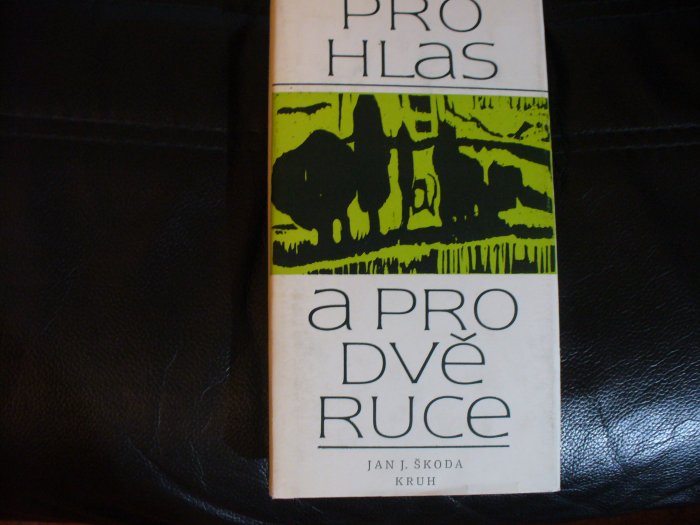 PRO
HLas
a PRO
DVě
RUCe
JAN J. ŠKODA
KRUH